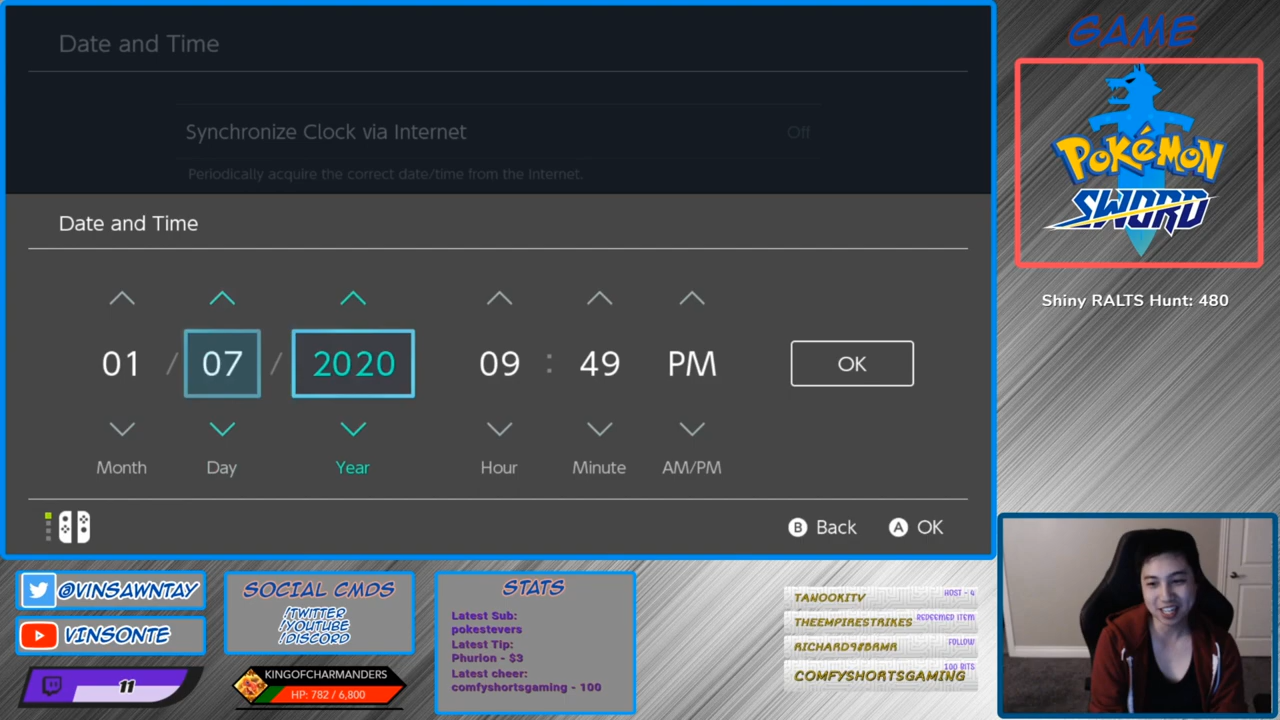 Date and Time
Synchronize Clock via Internet Off
Periodically acquire the correct date/time from the Internet.
Date and Time
01 / 07 / 2020 09 : 49 PM OK
Month Day Year Hour Minute AM/PM
B Back A OK
GAME
POKéMON
SWORD
Shiny RALTS Hunt: 480
@VINSAWNTAY
VINSONTE
11
SOCIAL CMDS
!TWITTER
!YOUTUBE
!DISCORD
KINGOFCHARMANDERS
HP: 782 / 6,800
STATS
Latest Sub:
pokestevers
Latest Tip:
Phurion - $3
Latest cheer:
comfyshortsgaming - 100
TANOOKITV HOST - 4
THEEMPIRESTRIKES REDEEMED ITEM
RICHARD98BRMR FOLLOW
COMFYSHORTSGAMING 100 BITS